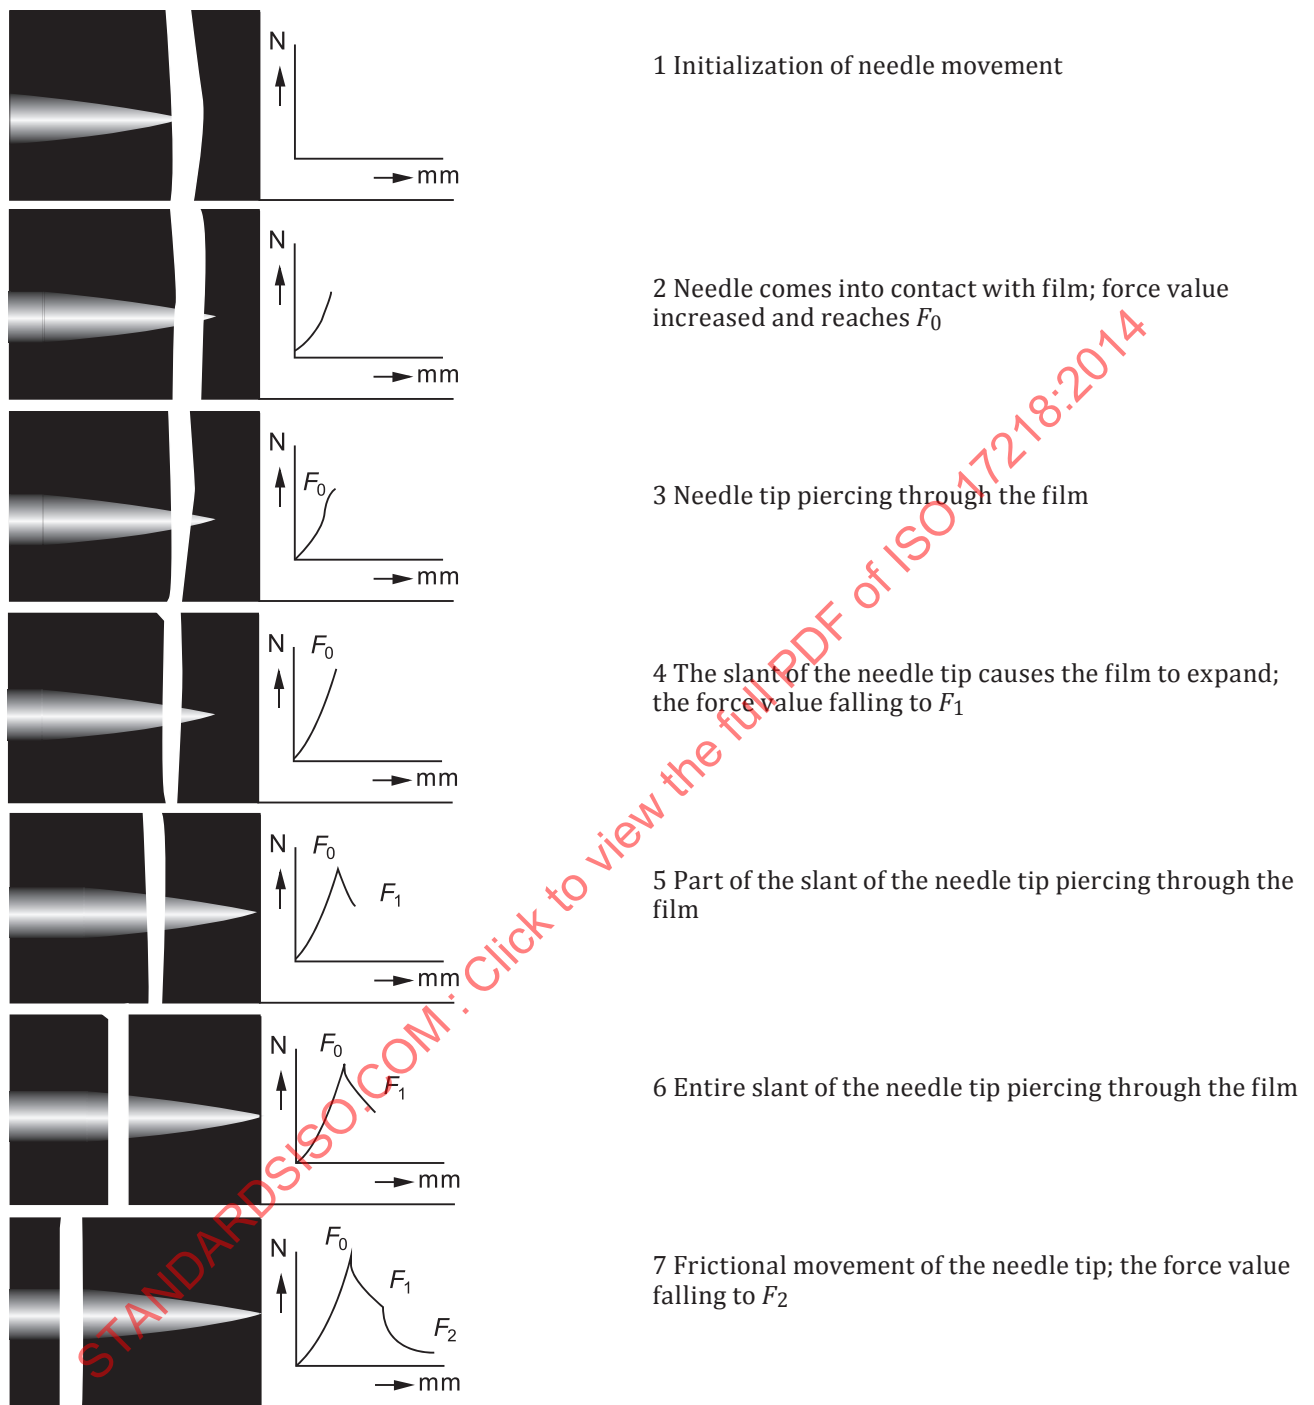 N
mm
1 Initialization of needle movement
N
mm
2 Needle comes into contact with film; force value
increased and reaches F0
N
F0
mm
3 Needle tip piercing through the film
N
F0
mm
4 The slant of the needle tip causes the film to expand;
the force value falling to F1
N
F0
F1
mm
5 Part of the slant of the needle tip piercing through the
film
N
F0
F1
mm
6 Entire slant of the needle tip piercing through the film
N
F0
F1
F2
mm
7 Frictional movement of the needle tip; the force value
falling to F2
STANDARDSISO.COM : Click to view the full PDF of ISO 17218:2014